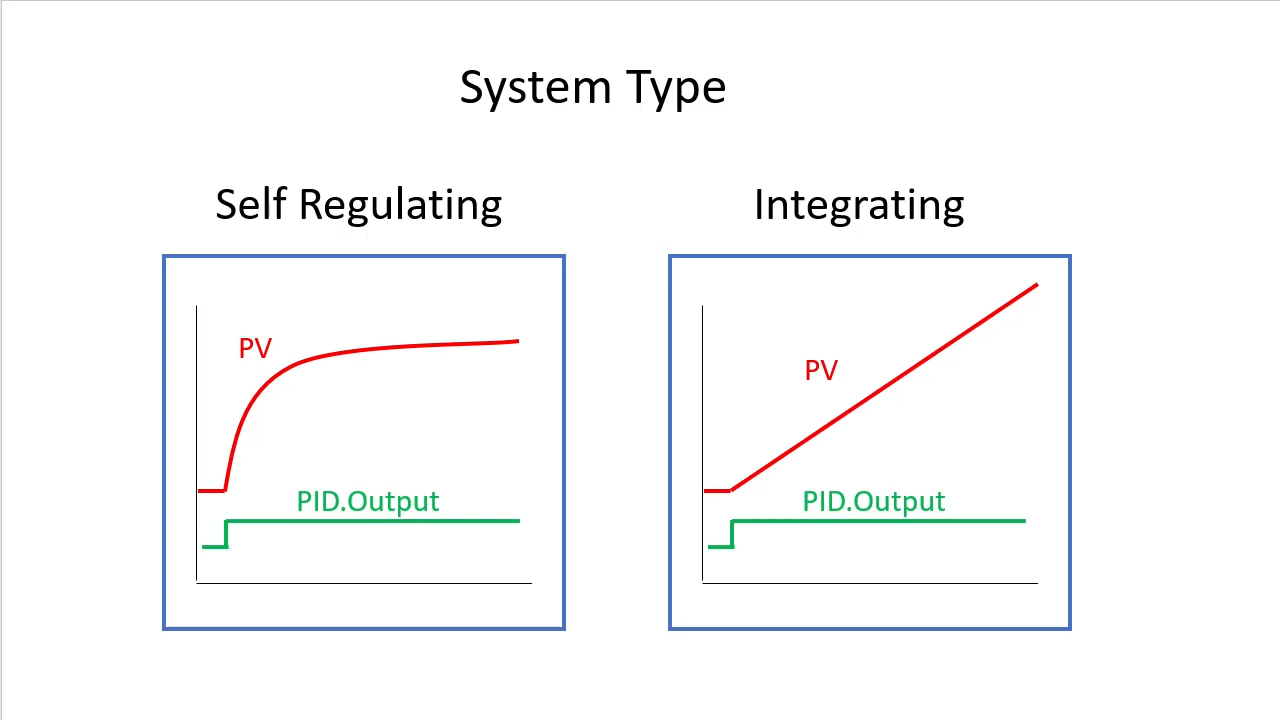 System Type
Self Regulating
Integrating
PV
PID.Output
PV
PID.Output